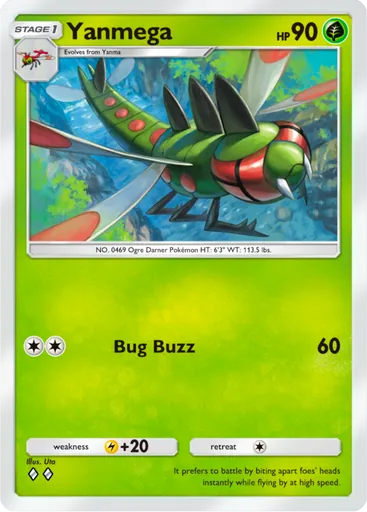 STAGE 1
Yanmega
HP 90
Evolves from Yanma
NO. 0469 Ogre Darner Pokémon HT: 6'3" WT: 113.5 lbs.
Bug Buzz 60
weakness +20 retreat
Illus. Uta
It prefers to battle by biting apart foes' heads
instantly while flying by at high speed.